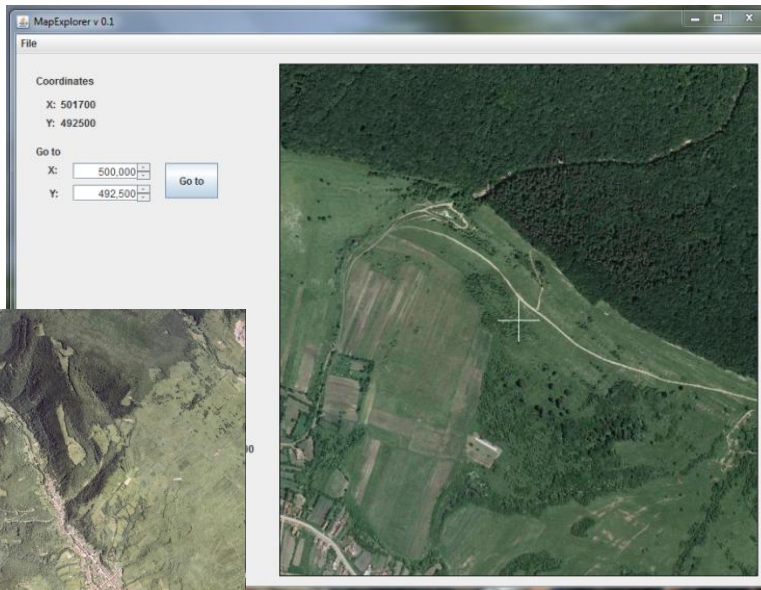 MapExplorer v 0.1
File
Coordinates
X: 501700
Y: 492500
Go to
X: 500,000
Go to
Y: 492,500